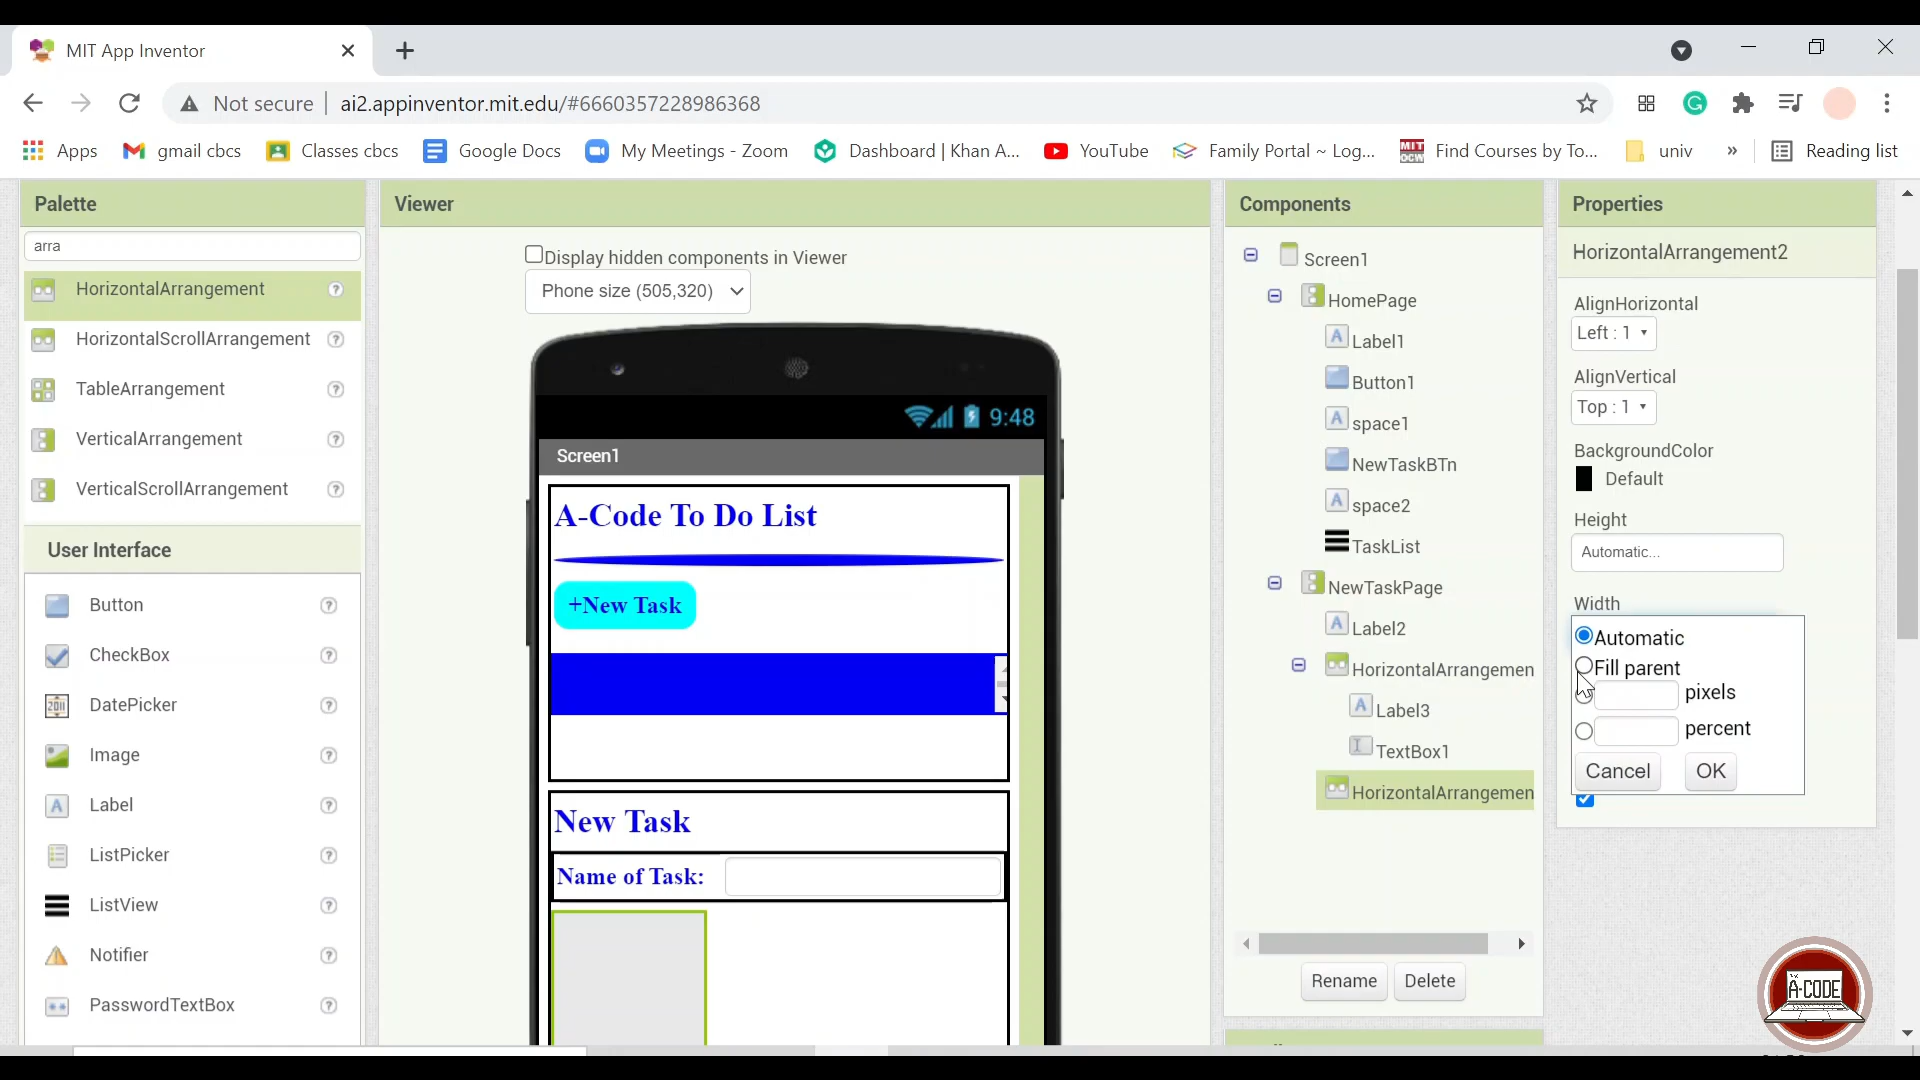 MIT App Inventor
Not secure
ai2.appinventor.mit.edu/#6660357228986368
Apps
gmail cbcs
Classes cbcs
Google Docs
My Meetings - Zoom
Dashboard | Khan A...
YouTube
Family Portal ~ Log...
MIT OCW
Find Courses by To...
univ
»
Reading list
Palette
arra
HorizontalArrangement
HorizontalScrollArrangement
TableArrangement
VerticalArrangement
VerticalScrollArrangement
User Interface
Button
CheckBox
DatePicker
Image
Label
ListPicker
ListView
Notifier
PasswordTextBox
Viewer
Display hidden components in Viewer
Phone size (505,320)
9:48
Screen1
A-Code To Do List
+New Task
New Task
Name of Task:
Components
Screen1
HomePage
Label1
Button1
space1
NewTaskBTn
space2
TaskList
NewTaskPage
Label2
HorizontalArrangemen
Label3
TextBox1
HorizontalArrangemen
Rename
Delete
Properties
HorizontalArrangement2
AlignHorizontal
Left : 1
AlignVertical
Top : 1
BackgroundColor
Default
Height
Automatic...
Width
Automatic
Fill parent
pixels
percent
Cancel
OK
A-CODE